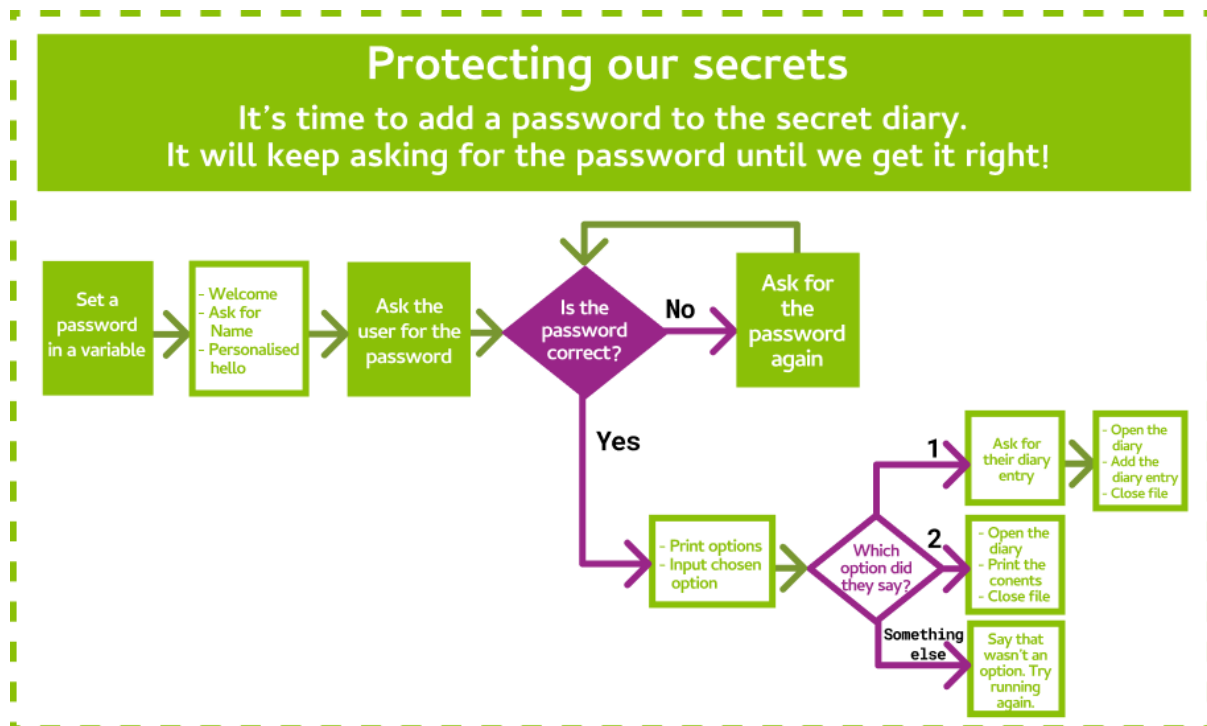 Protecting our secrets
It's time to add a password to the secret diary.
It will keep asking for the password until we get it right!
Set a
password
in a variable
- Welcome
- Ask for
Name
- Personalised
hello
Ask the
user for the
password
Is the
password
correct?
No
Ask for
the
password
again
Yes
- Print options
- Input chosen
option
Which
option did
they say?
1
Ask for
their diary
entry
- Open the
diary
- Add the
diary entry
- Close file
2
- Open the
diary
- Print the
conents
- Close file
Something
else
Say that
wasn't an
option. Try
running
again.